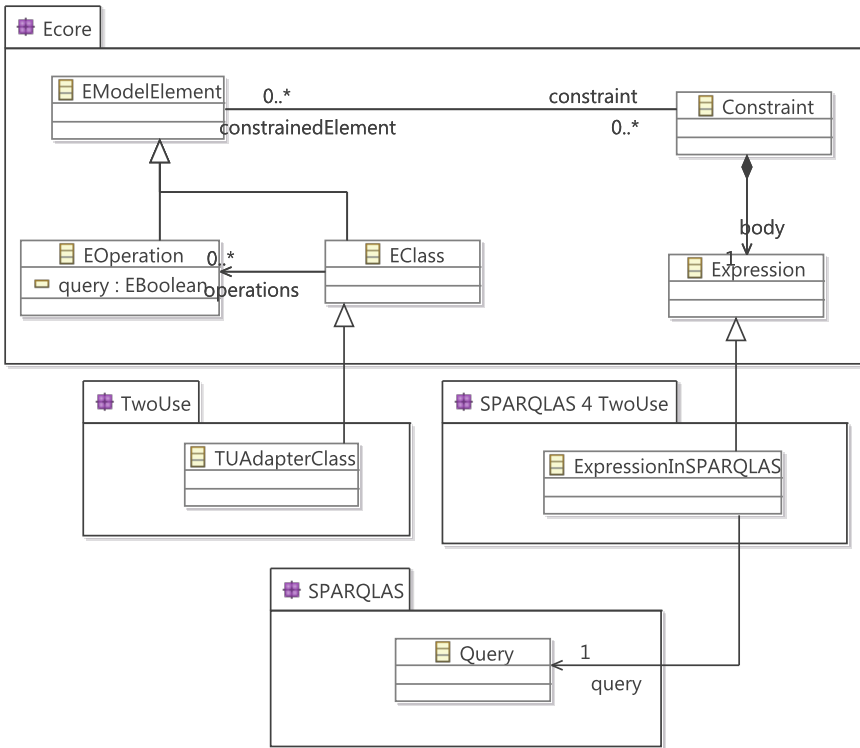 Ecore
EModelElement
0..*
constraint
Constraint
constrainedElement
0..*
body
EOperation
0..*
EClass
1
Expression
query : EBoolean
operations
TwoUse
SPARQLAS 4 TwoUse
TUAdapterClass
ExpressionInSPARQLAS
SPARQLAS
Query
1
query